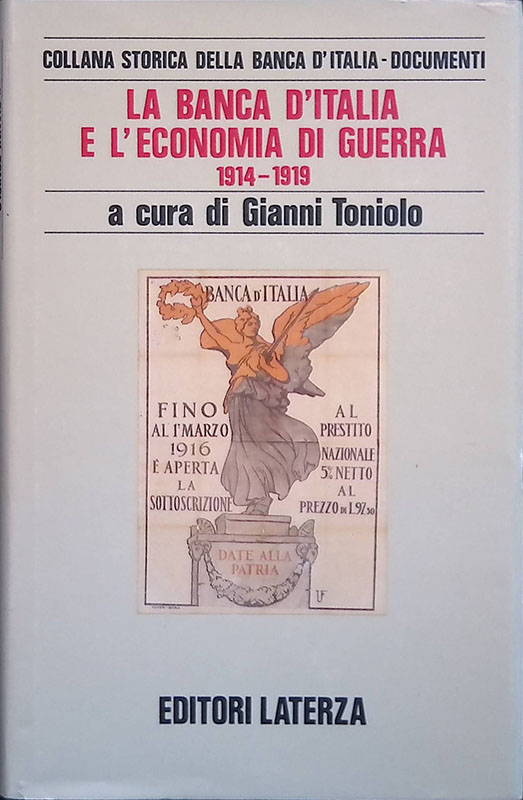 COLLANA STORICA DELLA BANCA D'ITALIA - DOCUMENTI
LA BANCA D'ITALIA
E L'ECONOMIA DI GUERRA
1914-1919
a cura di Gianni Toniolo
BANCA D'ITALIA
FINO
AL 1º MARZO
1916
È APERTA
LA
SOTTOSCRIZIONE
AL
PRESTITO
NAZIONALE
5% NETTO
AL
PREZZO DI L.97.50
DATE ALLA
PATRIA
EDITORI LATERZA